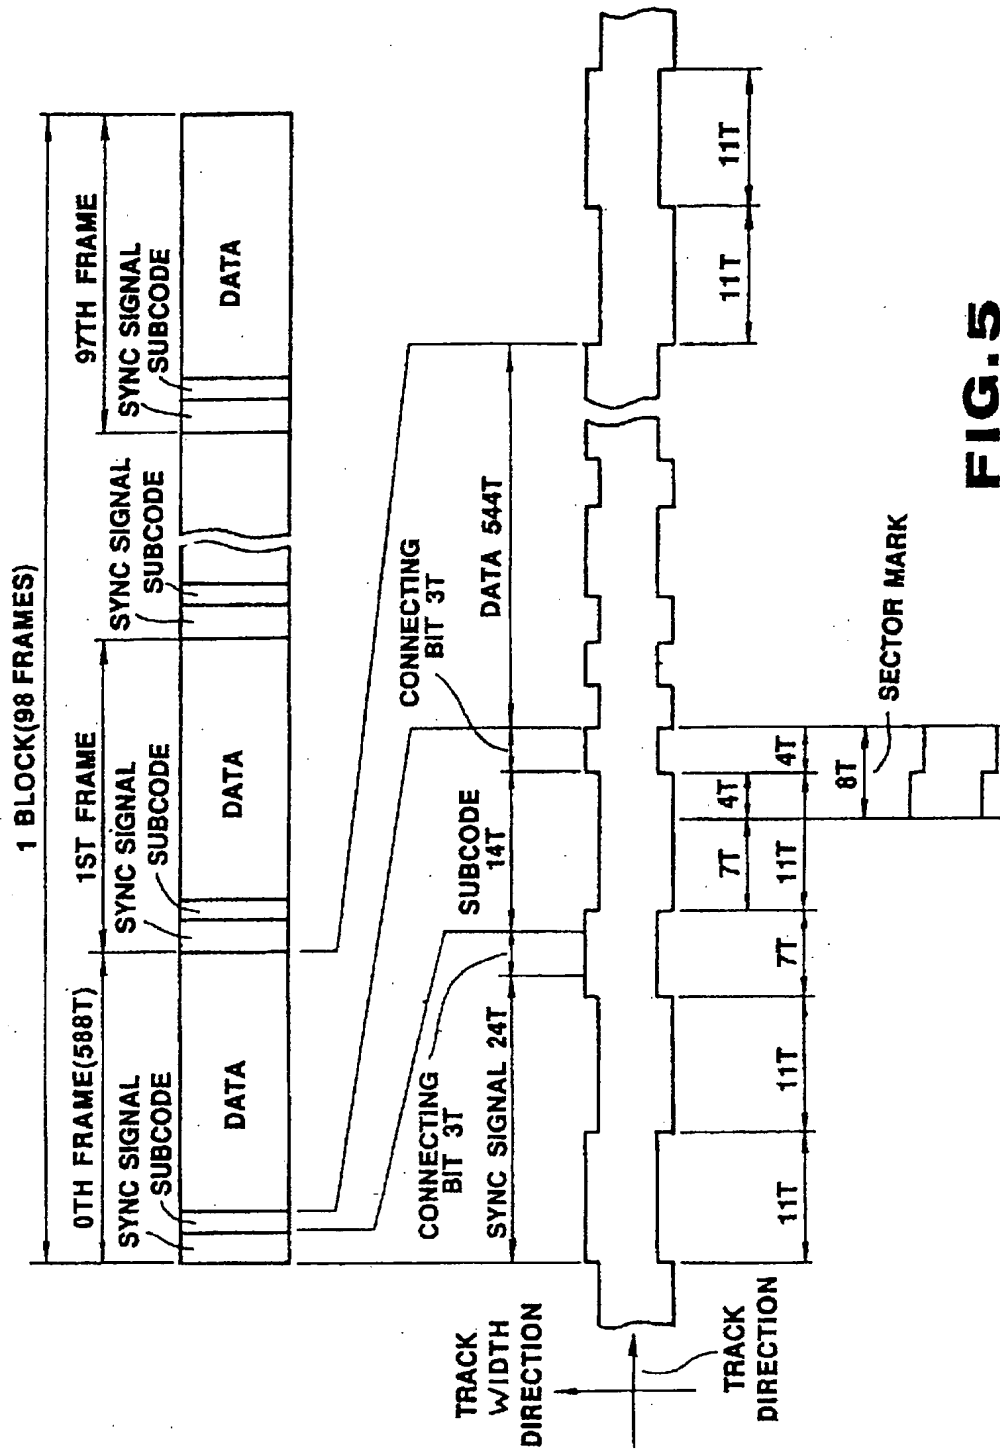 1 BLOCK(98 FRAMES)
0TH FRAME(588T)
1ST FRAME
97TH FRAME
SYNC SIGNAL
SUBCODE
DATA
SYNC SIGNAL
SUBCODE
DATA
SYNC SIGNAL
SUBCODE
SYNC SIGNAL
SUBCODE
DATA
CONNECTING
BIT 3T
SYNC SIGNAL 24T
SUBCODE
14T
CONNECTING
BIT 3T
DATA 544T
TRACK
WIDTH
DIRECTION
TRACK
DIRECTION
11T
11T
7T
11T
7T
4T
4T
8T
SECTOR MARK
11T
11T
FIG.5